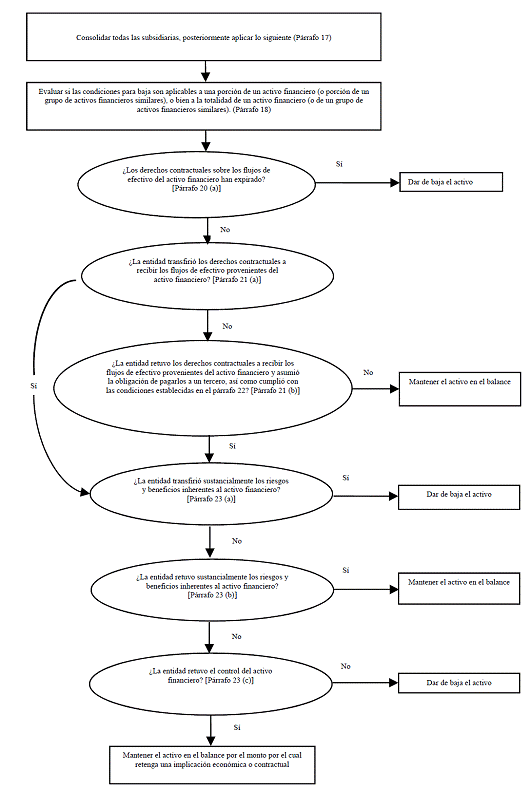 Consolidar todas las subsidiarias, posteriormente aplicar lo siguiente (Párrafo 17)
Evaluar si las condiciones para baja son aplicables a una porción de un activo financiero (o porción de un
grupo de activos financieros similares), o bien a la totalidad de un activo financiero (o de un grupo de
activos financieros similares). (Párrafo 18)
¿Los derechos contractuales sobre los flujos de
efectivo del activo financiero han expirado?
[Párrafo 20 (a)]
Sí
Dar de baja el activo
No
¿La entidad transfirió los derechos contractuales a
recibir los flujos de efectivo provenientes del
activo financiero? [Párrafo 21 (a)]
No
Sí
¿La entidad retuvo los derechos contractuales a recibir los
flujos de efectivo provenientes del activo financiero y asumió
la obligación de pagarlos a un tercero, así como cumplió con
las condiciones establecidas en el párrafo 22? [Párrafo 21 (b)]
No
Mantener el activo en el balance
Sí
¿La entidad transfirió sustancialmente los riesgos
y beneficios inherentes al activo financiero?
[Párrafo 23 (a)]
Sí
Dar de baja el activo
No
¿La entidad retuvo sustancialmente los riesgos y
beneficios inherentes al activo financiero?
[Párrafo 23 (b)]
Sí
Mantener el activo en el balance
No
¿La entidad retuvo el control del activo
financiero? [Párrafo 23 (c)]
No
Dar de baja el activo
Sí
Mantener el activo en el balance por el monto por el cual
retenga una implicación económica o contractual